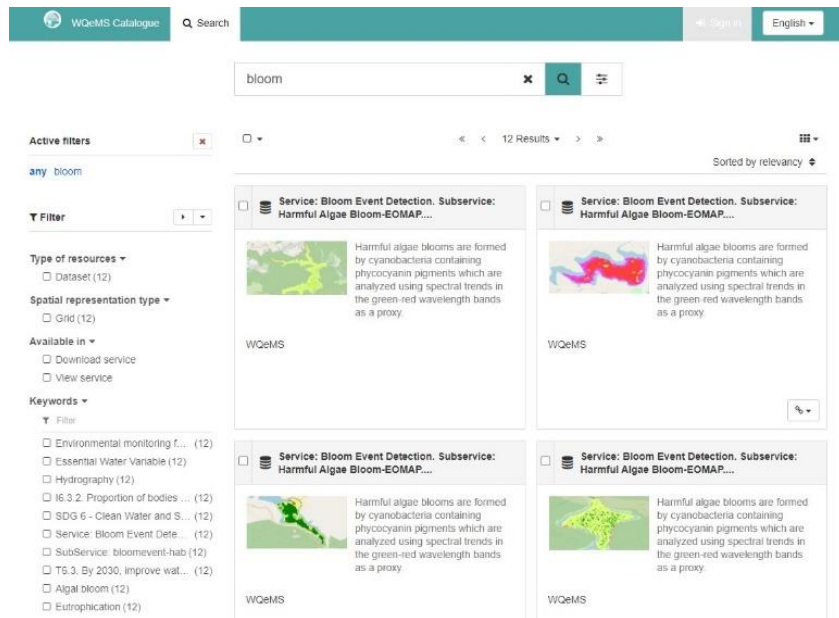 WQeMS Catalogue
Search
Sign in
English
bloom
Active filters
any bloom
Filter
Type of resources
Dataset (12)
Spatial representation type
Grid (12)
Available in
Download service
View service
Keywords
Filter
Environmental monitoring f... (12)
Essential Water Variable (12)
Hydrography (12)
I6.3.2. Proportion of bodies ... (12)
SDG 6 - Clean Water and S... (12)
Service: Bloom Event Dete... (12)
SubService: bloomevent-hab (12)
T6.3. By 2030, improve wat... (12)
Algal bloom (12)
Eutrophication (12)
12 Results
Sorted by relevancy
Service: Bloom Event Detection. Subservice:
Harmful Algae Bloom-EOMAP....
Harmful algae blooms are formed
by cyanobacteria containing
phycocyanin pigments which are
analyzed using spectral trends in
the green-red wavelength bands
as a proxy.
WQeMS
Service: Bloom Event Detection. Subservice:
Harmful Algae Bloom-EOMAP....
Harmful algae blooms are formed
by cyanobacteria containing
phycocyanin pigments which are
analyzed using spectral trends in
the green-red wavelength bands
as a proxy.
WQeMS
Service: Bloom Event Detection. Subservice:
Harmful Algae Bloom-EOMAP....
Harmful algae blooms are formed
by cyanobacteria containing
phycocyanin pigments which are
analyzed using spectral trends in
the green-red wavelength bands
as a proxy.
WQeMS
Service: Bloom Event Detection. Subservice:
Harmful Algae Bloom-EOMAP....
Harmful algae blooms are formed
by cyanobacteria containing
phycocyanin pigments which are
analyzed using spectral trends in
the green-red wavelength bands
as a proxy.
WQeMS